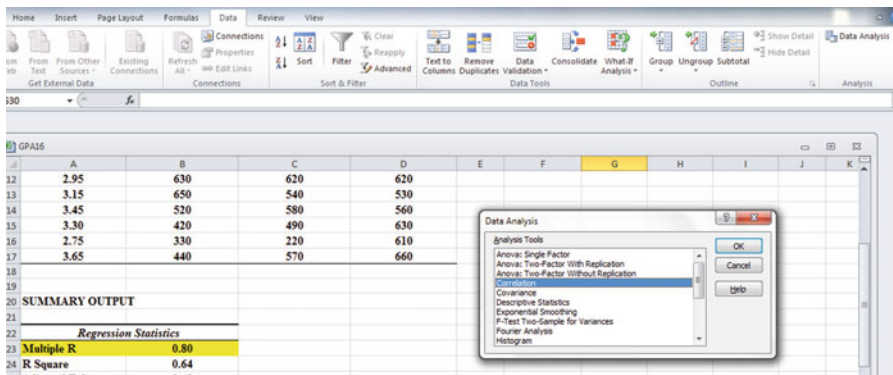 Home Insert Page Layout Formulas Data Review View
Connections
Properties
Edit Links
From Text
From Other Sources
Existing Connections
Refresh All
Sort
Filter
Clear
Reapply
Advanced
Text to Columns
Remove Duplicates
Data Validation
Consolidate
What-If Analysis
Group Ungroup Subtotal
Show Detail
Hide Detail
Data Analysis
Get External Data Connections Sort & Filter Data Tools Outline Analysis
fx
GPA16
A B C D E F G H I J K
12 2.95 630 620 620
13 3.15 650 540 530
14 3.45 520 580 560
15 3.30 420 490 630
16 2.75 330 220 610
17 3.65 440 570 660
18
19
20 SUMMARY OUTPUT
21
22 Regression Statistics
23 Multiple R 0.80
24 R Square 0.64
Data Analysis
Analysis Tools
Anova: Single Factor
Anova: Two-Factor With Replication
Anova: Two-Factor Without Replication
Correlation
Covariance
Descriptive Statistics
Exponential Smoothing
F-Test Two-Sample for Variances
Fourier Analysis
Histogram
OK
Cancel
Help